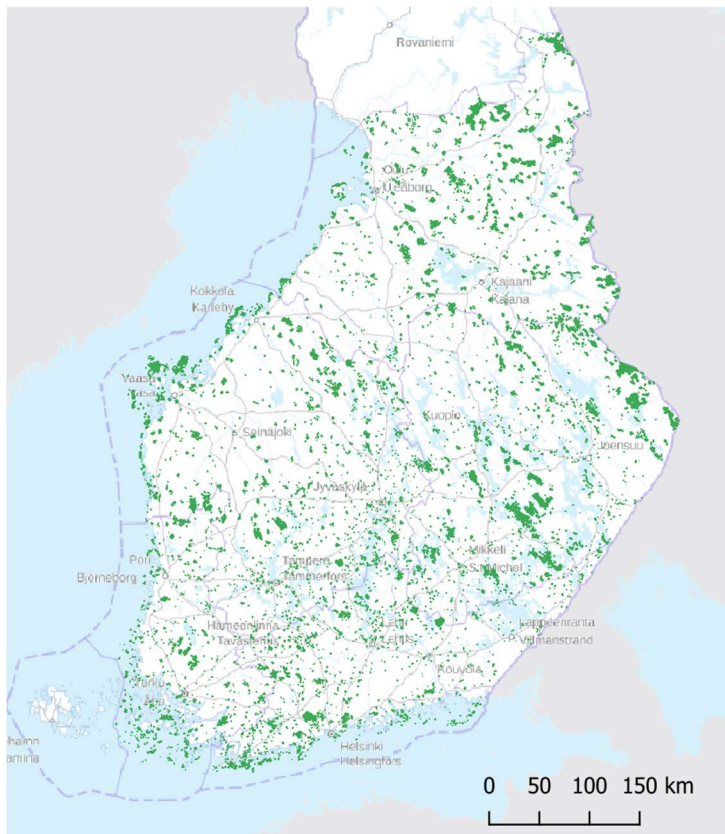 Rovaniemi
Oulu
Uleåborg
Kajaani
Kajana
Kokkola
Karleby
Vaasa
Vasa
Kuopio
Seinäjoki
Joensuu
Jyväskylä
Mikkeli
S:t Michel
Pori
Björneborg
Tampere
Tammerfors
Hämeenlinna
Tavastehus
Lahti
Lahtis
Lappeenranta
Villmanstrand
Kouvola
Turku
Åbo
Helsinki
Helsingfors
0 50 100 150 km